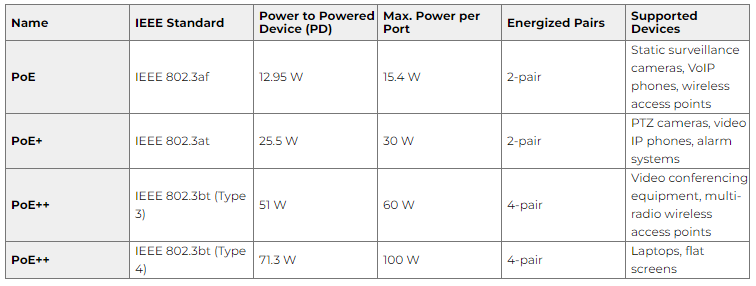 Name IEEE Standard Power to Powered Device (PD) Max. Power per Port Energized Pairs Supported Devices
PoE IEEE 802.3af 12.95 W 15.4 W 2-pair Static surveillance cameras, VoIP phones, wireless access points
PoE+ IEEE 802.3at 25.5 W 30 W 2-pair PTZ cameras, video IP phones, alarm systems
PoE++ IEEE 802.3bt (Type 3) 51 W 60 W 4-pair Video conferencing equipment, multi-radio wireless access points
PoE++ IEEE 802.3bt (Type 4) 71.3 W 100 W 4-pair Laptops, flat screens